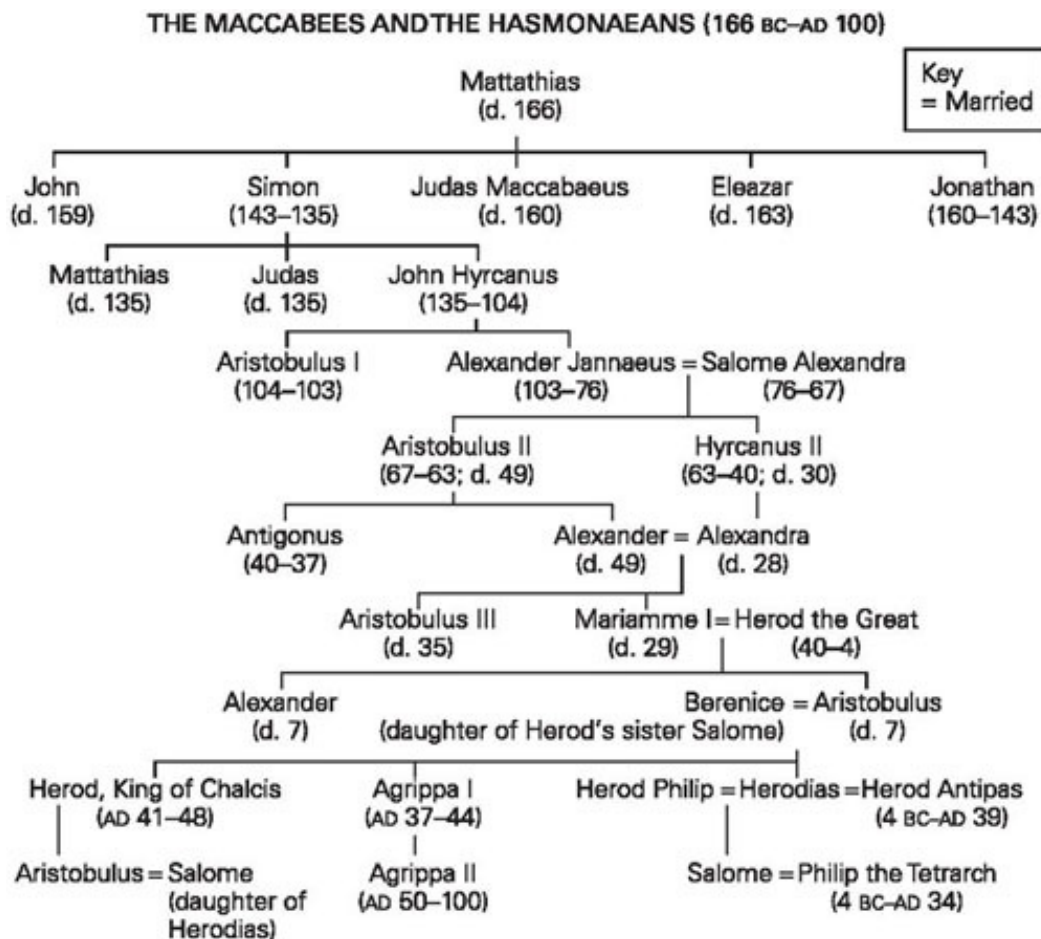 THE MACCABEES AND THE HASMONAEANS (166 BC–AD 100)
Key
= Married
Mattathias
(d. 166)
John Simon Judas Maccabaeus Eleazar Jonathan
(d. 159) (143–135) (d. 160) (d. 163) (160–143)
Mattathias Judas John Hyrcanus
(d. 135) (d. 135) (135–104)
Aristobulus I Alexander Jannaeus = Salome Alexandra
(104–103) (103–76) (76–67)
Aristobulus II Hyrcanus II
(67–63; d. 49) (63–40; d. 30)
Antigonus Alexander = Alexandra
(40–37) (d. 49) (d. 28)
Aristobulus III Mariamme I = Herod the Great
(d. 35) (d. 29) (40–4)
Alexander Berenice = Aristobulus
(d. 7) (daughter of Herod's sister Salome) (d. 7)
Herod, King of Chalcis Agrippa I Herod Philip = Herodias = Herod Antipas
(AD 41–48) (AD 37–44) (4 BC–AD 39)
Aristobulus = Salome Agrippa II Salome = Philip the Tetrarch
(daughter of (AD 50–100) (4 BC–AD 34)
Herodias)